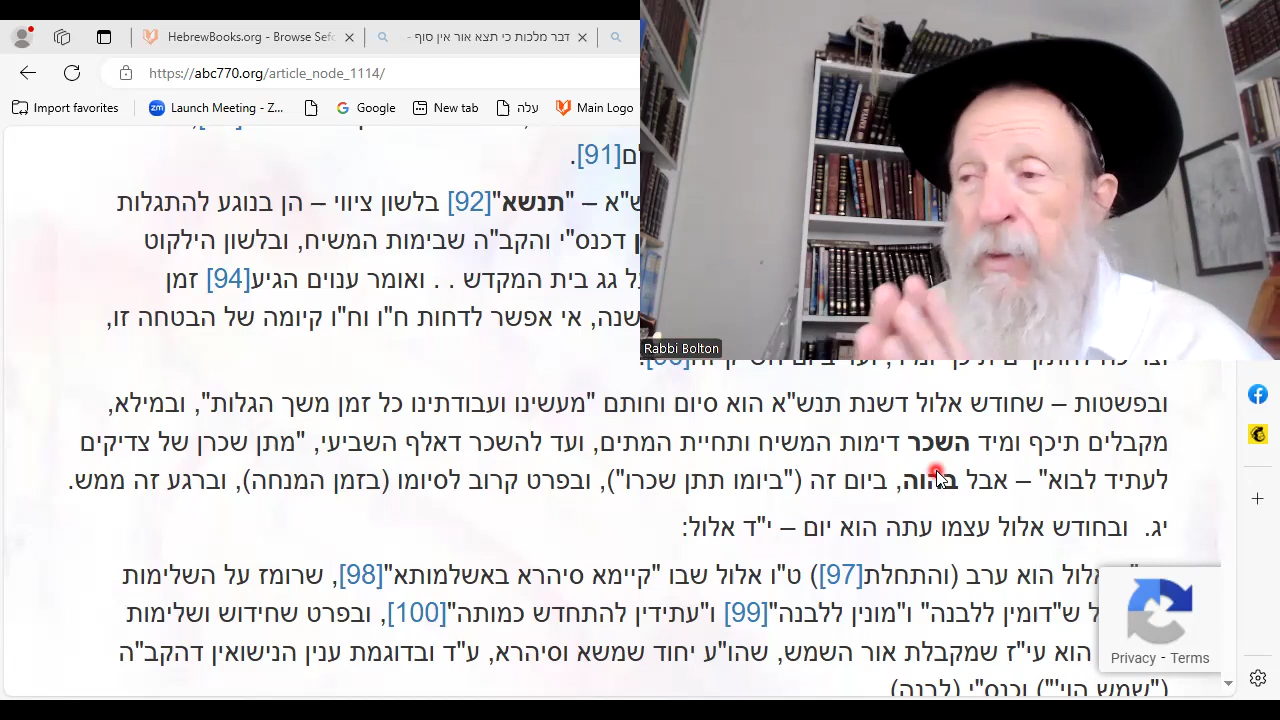 HebrewBooks.org - Browse Sefo
דבר מלכות כי תצא אור אין סוף -
https://abc770.org/article_node_1114/
Import favorites
Launch Meeting - Z...
Google
New tab
עלה
Main Logo
Rabbi Bolton
[91].
ש"א – "תנשא"[92] בלשון ציווי – הן בנוגע להתגלות
דכנס"י והקב"ה שבימות המשיח, ובלשון הילקוט
גג בית המקדש . . ואומר ענוים הגיע[94] זמן
שנה, אי אפשר לדחות ח"ו וח"ו קיומה של הבטחה זו,
ובפשטות – שחודש אלול דשנת תנש"א הוא סיום וחותם "מעשינו ועבודתינו כל זמן משך הגלות", ובמילא,
מקבלים תיכף ומיד השכר דימות המשיח ותחיית המתים, ועד להשכר דאלף השביעי, "מתן שכרן של צדיקים
לעתיד לבוא" – אבל בהוה, ביום זה ("ביומו תתן שכרו"), ובפרט קרוב לסיומו (בזמן המנחה), וברגע זה ממש.
יג. ובחודש אלול עצמו עתה הוא יום – י"ד אלול:
אלול הוא ערב (והתחלת[97]) ט"ו אלול שבו "קיימא סיהרא באשלמותא"[98], שרומז על השלימות
ש"דומין ללבנה" ו"מונין ללבנה"[99] ו"עתידין להתחדש כמותה"[100], ובפרט שחידוש ושלימות
הוא עי"ז שמקבלת אור השמש, שהו"ע יחוד שמשא וסיהרא, ע"ד ובדוגמת ענין הנישואין דהקב"ה
("שמש הוי'") וכנס"י (לבנה)
Privacy - Terms